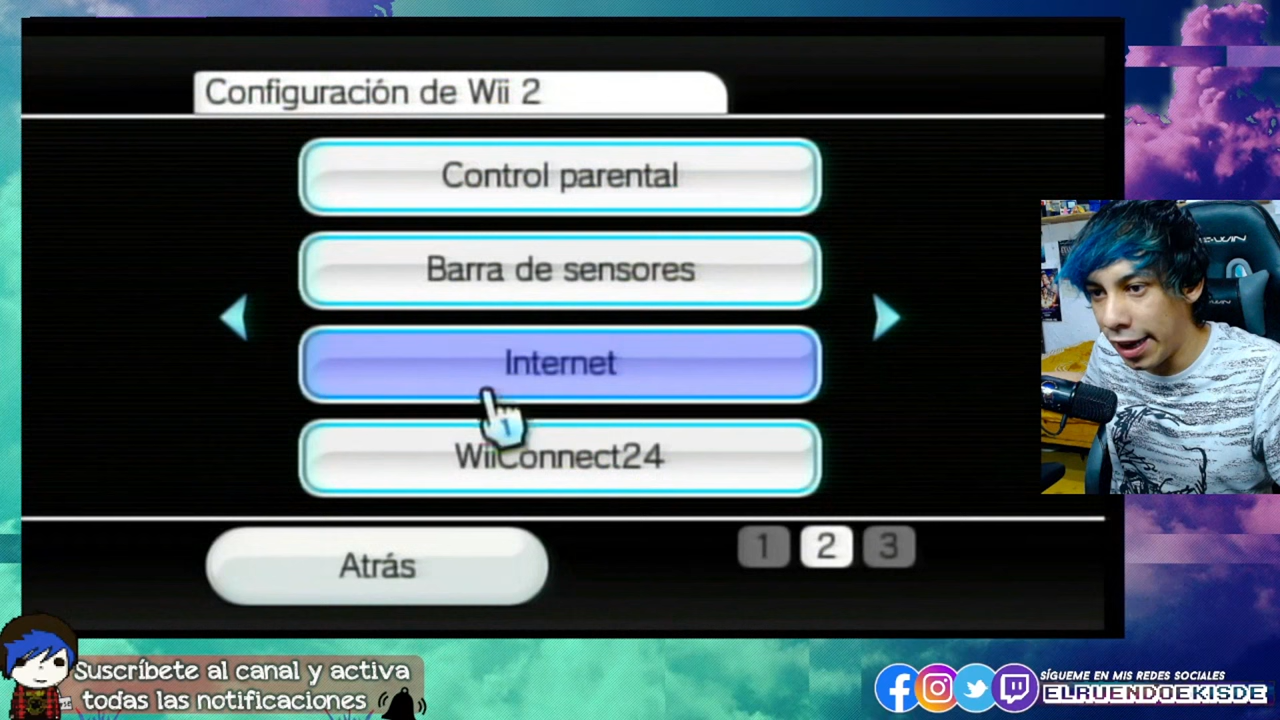 Configuración de Wii 2
Control parental
Barra de sensores
Internet
1
WiiConnect24
Atrás
1 2 3
Suscríbete al canal y activa
todas las notificaciones
SÍGUEME EN MIS REDES SOCIALES
ELRUENDOEKISDE